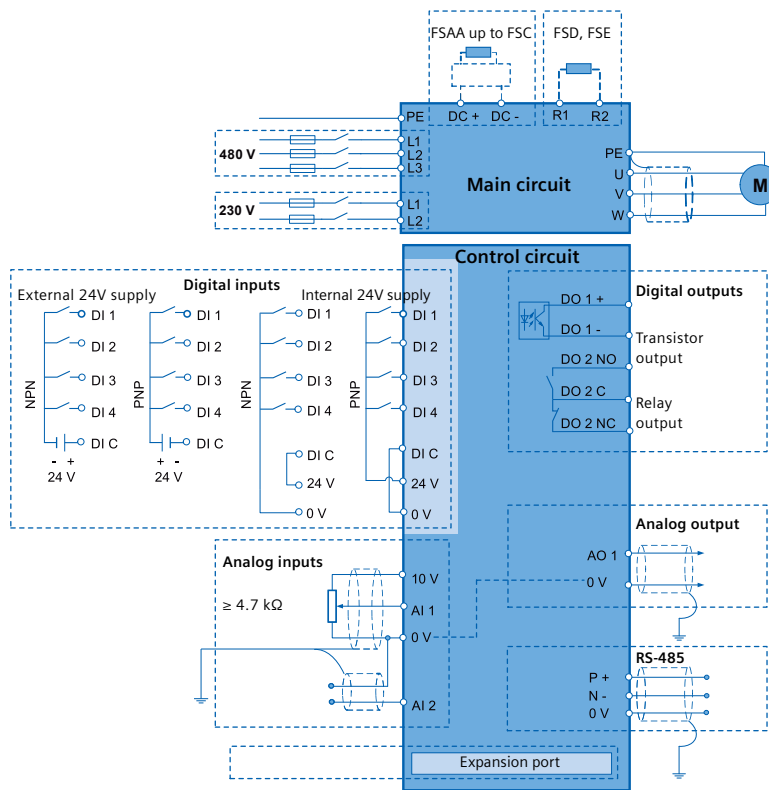 FSAA up to FSC
FSD, FSE
PE
DC +
DC -
R1
R2
480 V
L1
L2
L3
230 V
L1
L2
Main circuit
PE
U
V
W
M
Control circuit
Digital inputs
External 24V supply
Internal 24V supply
NPN
DI 1
DI 2
DI 3
DI 4
DI C
- +
24 V
PNP
DI 1
DI 2
DI 3
DI 4
DI C
+ -
24 V
NPN
DI 1
DI 2
DI 3
DI 4
DI C
24 V
0 V
PNP
DI 1
DI 2
DI 3
DI 4
DI C
24 V
0 V
Digital outputs
DO 1 +
DO 1 -
Transistor
output
DO 2 NO
DO 2 C
DO 2 NC
Relay
output
Analog inputs
≥ 4.7 kΩ
10 V
AI 1
0 V
AI 2
Analog output
AO 1
0 V
RS-485
P +
N -
0 V
Expansion port